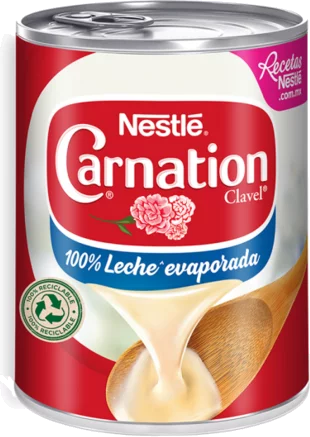 Recetas
Nestlé
.com.mx
Nestlé®
Carnation®
Clavel®
100% Leche^evaporada
100% RECICLABLE
100% RECICLABLE